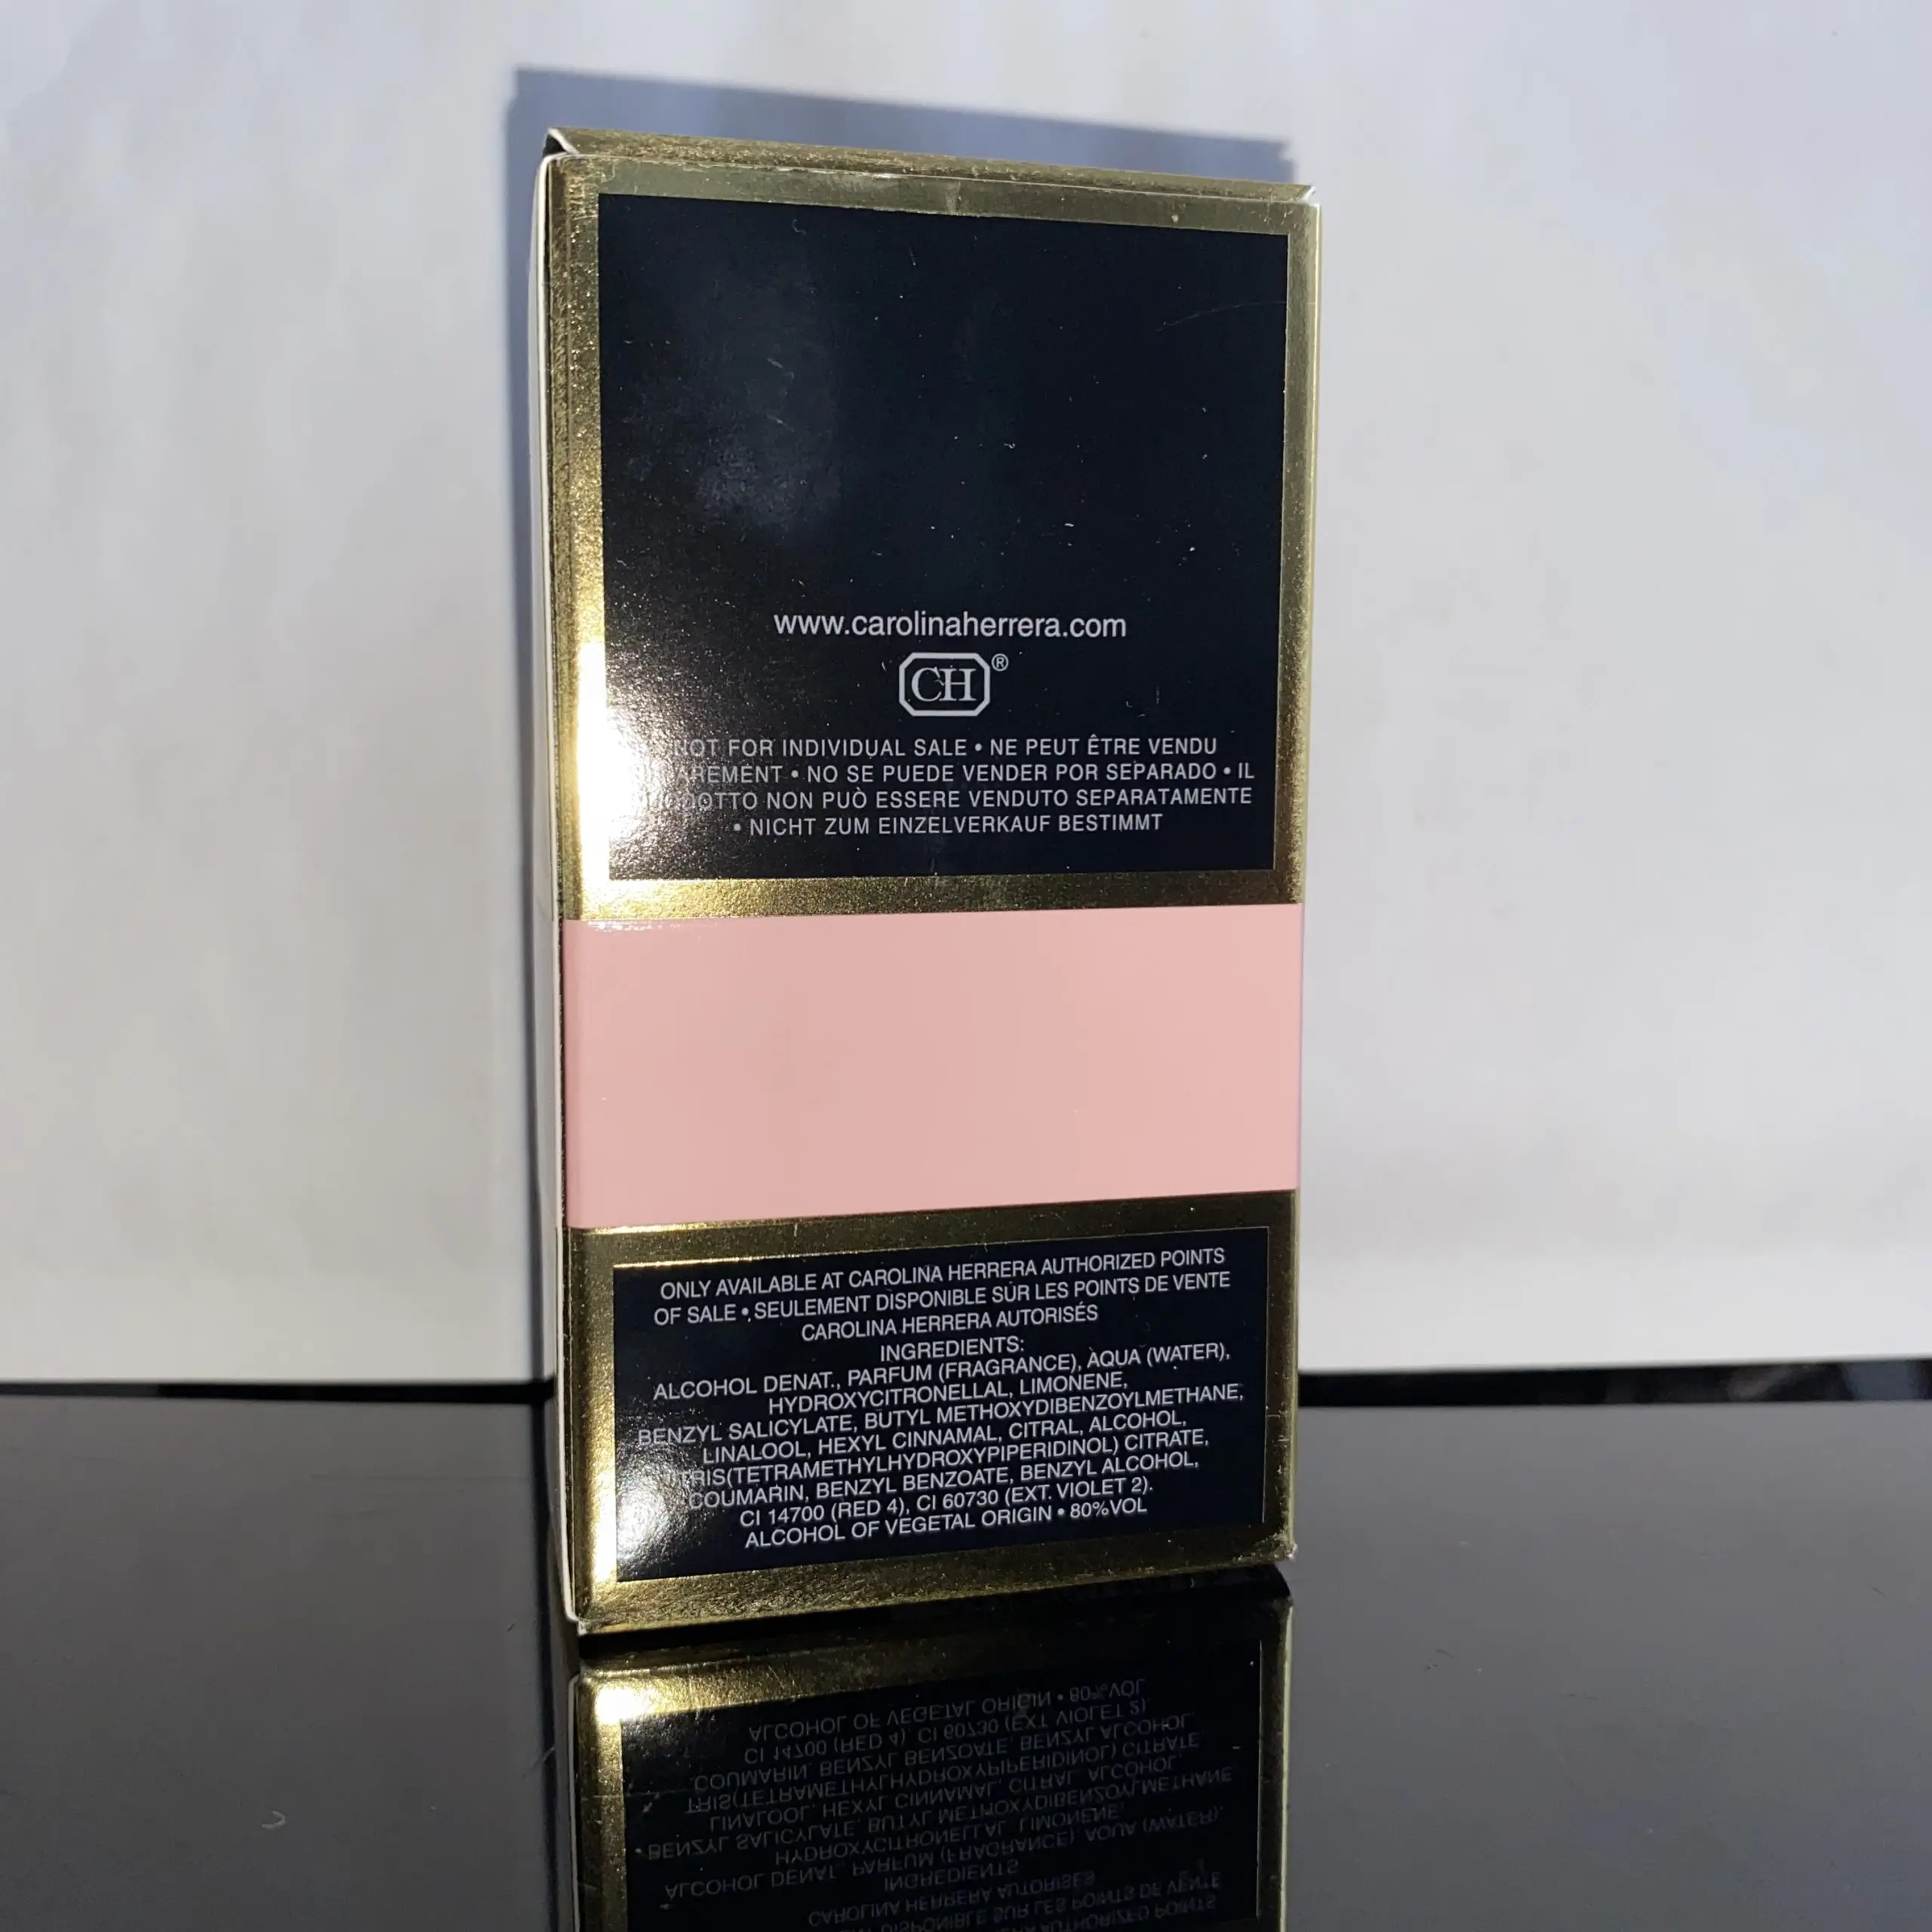 www.carolinaherrera.com
CH®
NOT FOR INDIVIDUAL SALE • NE PEUT ÊTRE VENDU
• NO SE PUEDE VENDER POR SEPARADO • IL
NON PUÒ ESSERE VENDUTO SEPARATAMENTE
• NICHT ZUM EINZELVERKAUF BESTIMMT
ONLY AVAILABLE AT CAROLINA HERRERA AUTHORIZED POINTS
OF SALE • SEULEMENT DISPONIBLE SUR LES POINTS DE VENTE
CAROLINA HERRERA AUTORISÉS
INGREDIENTS:
ALCOHOL DENAT., PARFUM (FRAGRANCE), AQUA (WATER),
HYDROXYCITRONELLAL, LIMONENE,
BENZYL SALICYLATE, BUTYL METHOXYDIBENZOYLMETHANE,
LINALOOL, HEXYL CINNAMAL, CITRAL, ALCOHOL,
TRIS(TETRAMETHYLHYDROXYPIPERIDINOL) CITRATE,
COUMARIN, BENZYL BENZOATE, BENZYL ALCOHOL,
CI 14700 (RED 4), CI 60730 (EXT. VIOLET 2).
ALCOHOL OF VEGETAL ORIGIN • 80%VOL